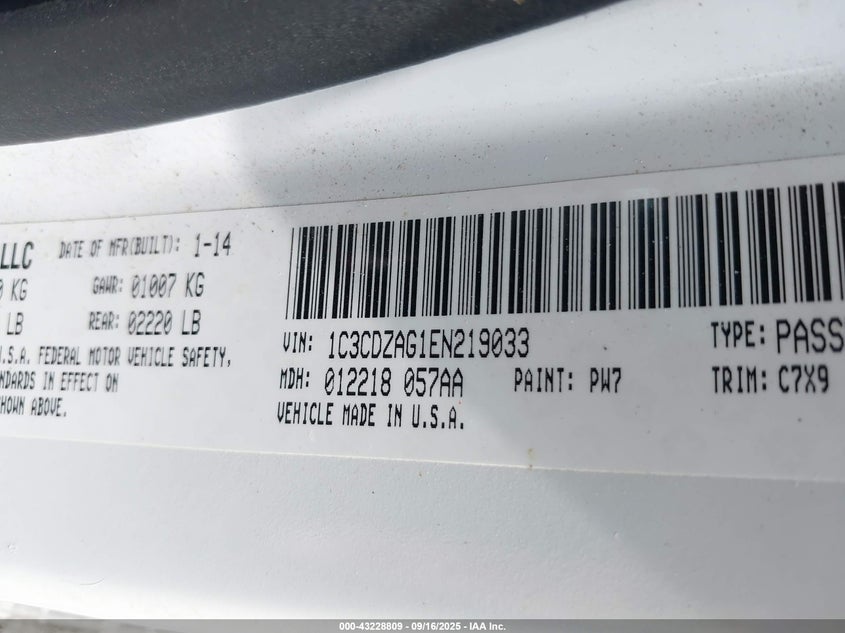 LLC DATE OF MFR(BUILT): 1-14
KG GAWR: 01007 KG
LB REAR: 02220 LB
U.S.A. FEDERAL MOTOR VEHICLE SAFETY,
IN EFFECT ON
SHOWN ABOVE.
VIN: 1C3CDZAG1EN219033 TYPE: PASS
MDH: 012218 057AA PAINT: PW7 TRIM: C7X9
VEHICLE MADE IN U.S.A.
000-43228809 - 09/16/2025 - IAA Inc.